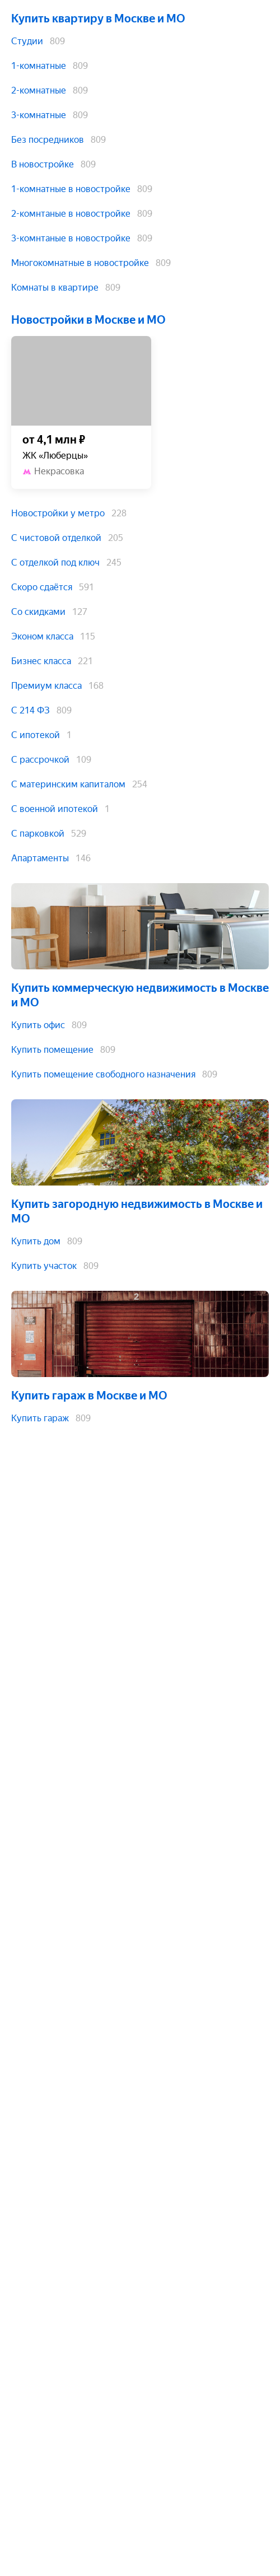 Купить квартиру в Москве и МО
Студии 809
1-комнатные 809
2-комнатные 809
3-комнатные 809
Без посредников 809
В новостройке 809
1-комнатные в новостройке 809
2-комнтаные в новостройке 809
3-комнтаные в новостройке 809
Многокомнатные в новостройке 809
Комнаты в квартире 809
Новостройки в Москве и МО
от 4,1 млн ₽
ЖК «Люберцы»
Некрасовка
Новостройки у метро 228
С чистовой отделкой 205
С отделкой под ключ 245
Скоро сдаётся 591
Со скидками 127
Эконом класса 115
Бизнес класса 221
Премиум класса 168
С 214 ФЗ 809
С ипотекой 1
С рассрочкой 109
С материнским капиталом 254
С военной ипотекой 1
С парковкой 529
Апартаменты 146
Купить коммерческую недвижимость в Москве
и МО
Купить офис 809
Купить помещение 809
Купить помещение свободного назначения 809
Купить загородную недвижимость в Москве и
МО
Купить дом 809
Купить участок 809
2
Купить гараж в Москве и МО
Купить гараж 809